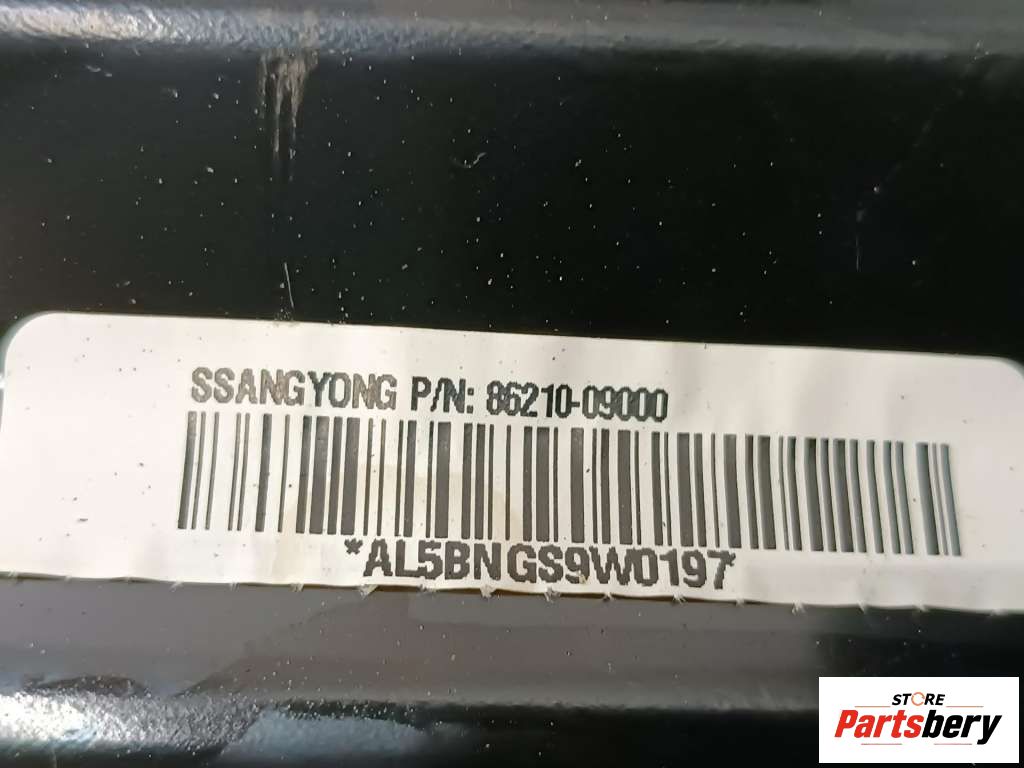 SSANGYONG P/N: 86210-09000
*AL5BNGS9W0197*
STORE
Partsbery